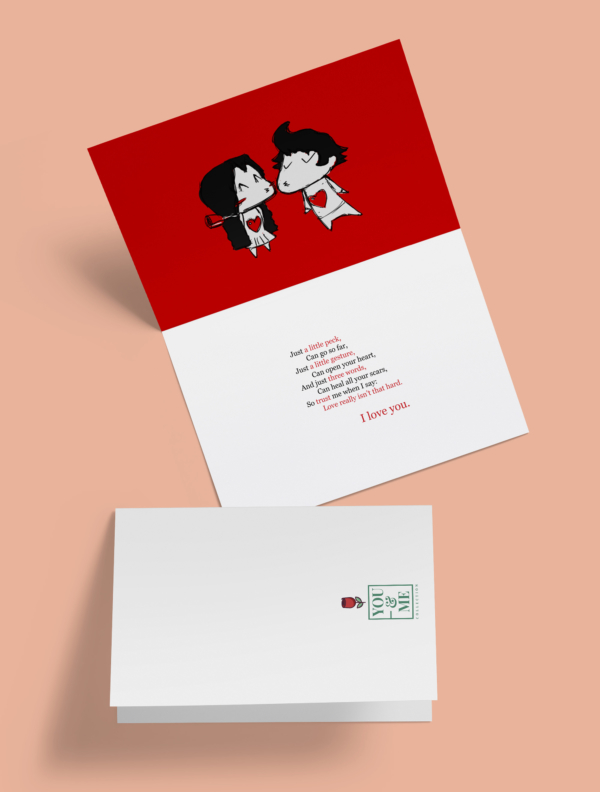 Just a little peck,
Can go so far,
Just a little gesture,
Can open your heart,
And just three words,
Can heal all your scars,
So trust me when I say:
Love really isn't that hard.
I love you.
YOU
&
ME
COLLECTION